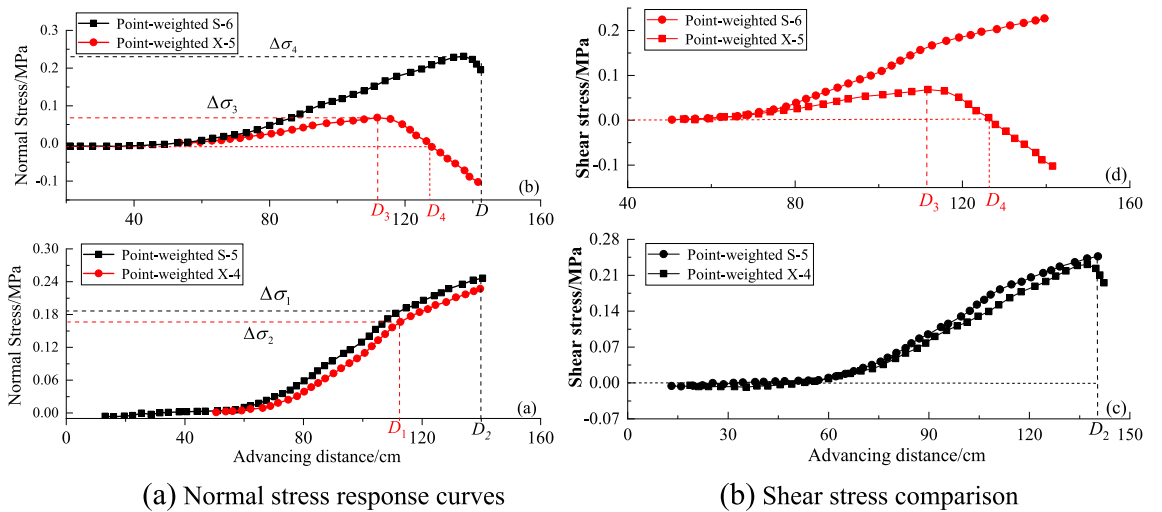 Normal Stress/MPa
0.3
0.2
0.1
0.0
-0.1
Point-weighted S-6
Point-weighted X-5
Δσ4
Δσ3
(b)
40
80
D3
120
D4
D
160
Normal Stress/MPa
0.30
0.24
0.18
0.12
0.06
0.00
Point-weighted S-5
Point-weighted X-4
Δσ1
Δσ2
(a)
0
40
80
D1
120
D2
160
Advancing distance/cm
(a) Normal stress response curves
Shear stress/MPa
0.2
0.1
0.0
-0.1
Point-weighted S-6
Point-weighted X-5
(d)
40
80
D3
120
D4
160
Shear stress/MPa
0.28
0.21
0.14
0.07
0.00
-0.07
Point-weighted S-5
Point-weighted X-4
(c)
0
30
60
90
120
D2
150
Advancing distance/cm
(b) Shear stress comparison